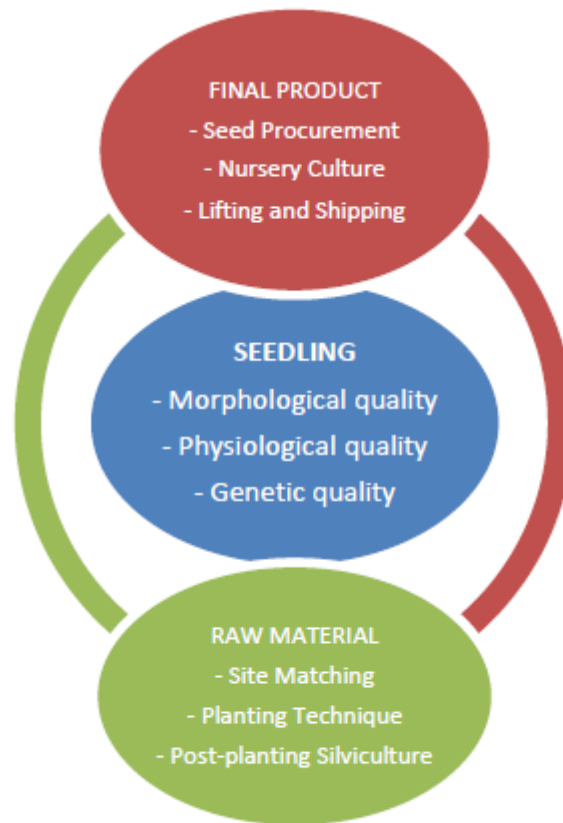 FINAL PRODUCT
- Seed Procurement
- Nursery Culture
- Lifting and Shipping
SEEDLING
- Morphological quality
- Physiological quality
- Genetic quality
RAW MATERIAL
- Site Matching
- Planting Technique
- Post-planting Silviculture